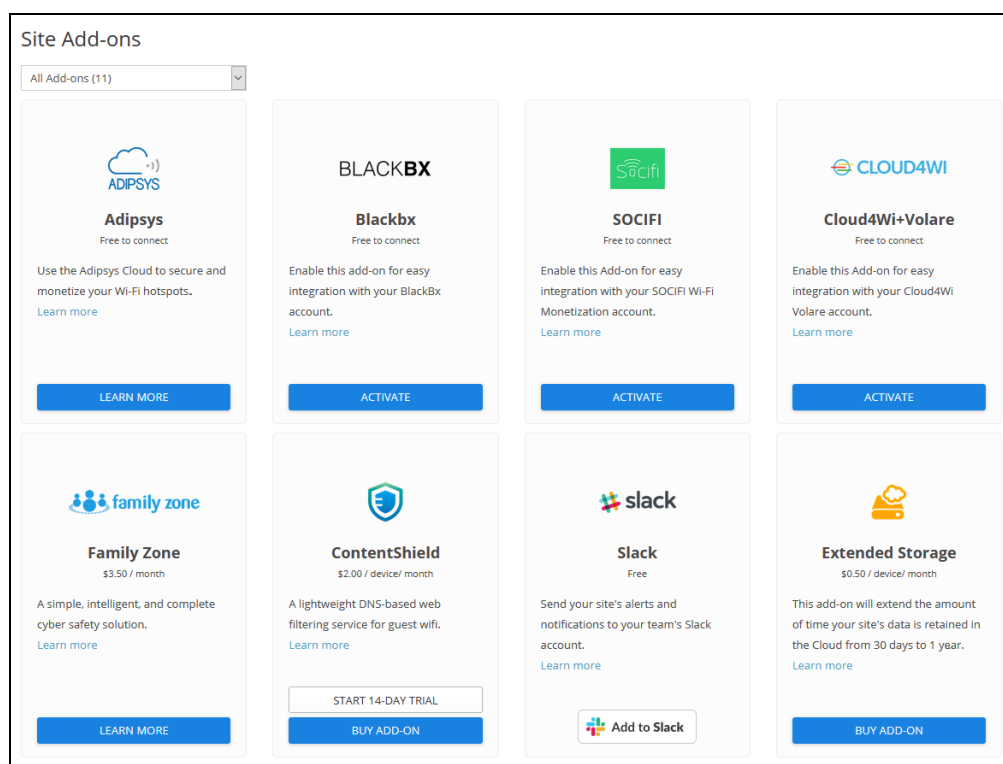 Site Add-ons
All Add-ons (11)
ADIPSYS
Adipsys
Free to connect
Use the Adipsys Cloud to secure and
monetize your Wi-Fi hotspots.
Learn more
LEARN MORE
BLACKBX
Blackbx
Free to connect
Enable this add-on for easy
integration with your BlackBx
account.
Learn more
ACTIVATE
Socifi
SOCIFI
Free to connect
Enable this Add-on for easy
integration with your SOCIFI Wi-Fi
Monetization account.
Learn more
ACTIVATE
CLOUD4WI
Cloud4Wi+Volare
Free to connect
Enable this Add-on for easy
integration with your Cloud4Wi
Volare account.
Learn more
ACTIVATE
family zone
Family Zone
$3.50 / month
A simple, intelligent, and complete
cyber safety solution.
Learn more
LEARN MORE
ContentShield
$2.00 / device/ month
A lightweight DNS-based web
filtering service for guest wifi.
Learn more
START 14-DAY TRIAL
BUY ADD-ON
slack
Slack
Free
Send your site's alerts and
notifications to your team's Slack
account.
Learn more
Add to Slack
Extended Storage
$0.50 / device/ month
This add-on will extend the amount
of time your site's data is retained in
the Cloud from 30 days to 1 year.
Learn more
BUY ADD-ON